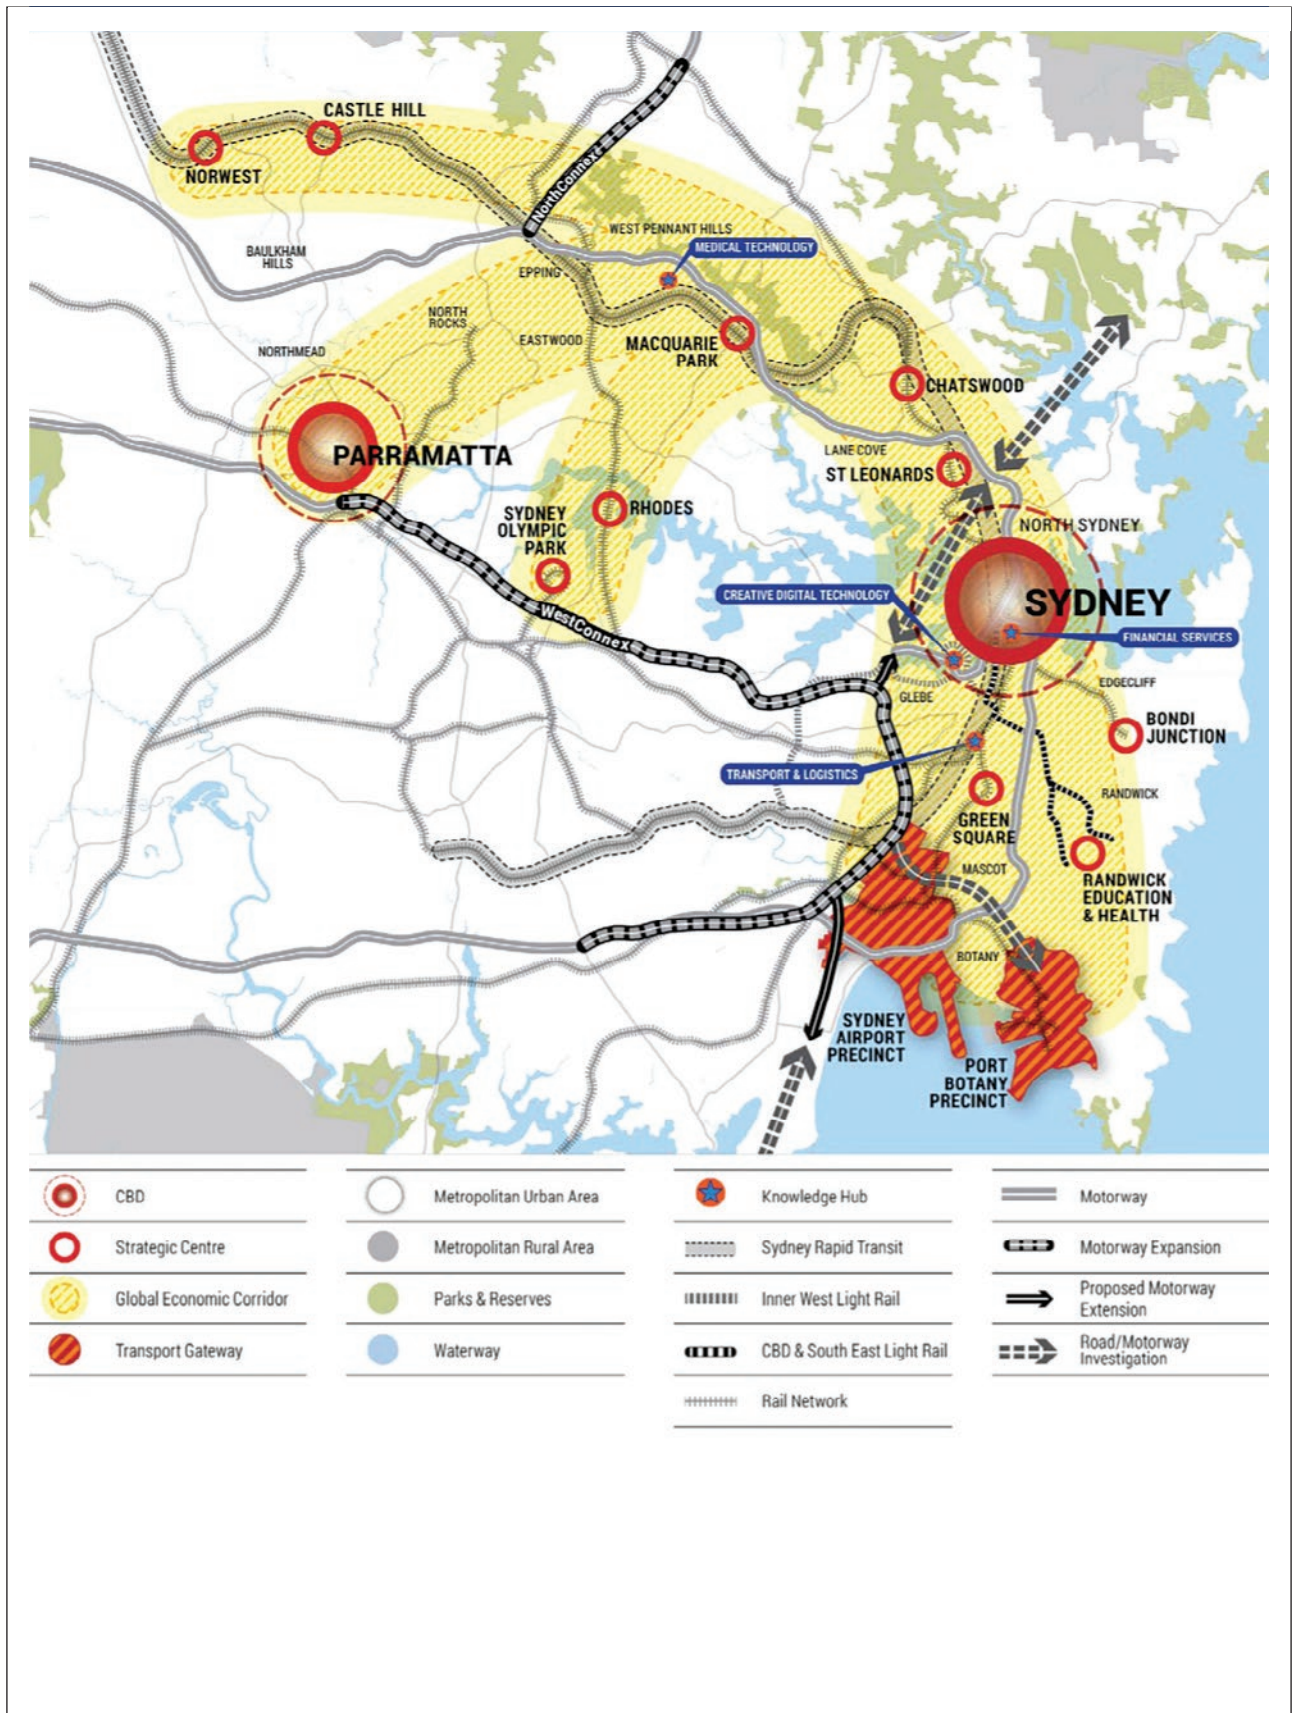 CASTLE HILL
NORWEST
NorthConnex
WEST PENNANT HILLS
MEDICAL TECHNOLOGY
BAULKHAM
HILLS
EPPING
NORTH
ROCKS
EASTWOOD
NORTHMEAD
MACQUARIE
PARK
CHATSWOOD
PARRAMATTA
LANE COVE
ST LEONARDS
RHODES
SYDNEY
OLYMPIC
PARK
NORTH SYDNEY
CREATIVE DIGITAL TECHNOLOGY
SYDNEY
WestConnex
FINANCIAL SERVICES
EDGECLIFF
GLEBE
BONDI
JUNCTION
TRANSPORT & LOGISTICS
RANDWICK
GREEN
SQUARE
MASCOT
RANDWICK
EDUCATION
& HEALTH
BOTANY
SYDNEY
AIRPORT
PRECINCT
PORT
BOTANY
PRECINCT
CBD
Strategic Centre
Global Economic Corridor
Transport Gateway
Metropolitan Urban Area
Metropolitan Rural Area
Parks & Reserves
Waterway
Knowledge Hub
Sydney Rapid Transit
Inner West Light Rail
CBD & South East Light Rail
Rail Network
Motorway
Motorway Expansion
Proposed Motorway
Extension
Road/Motorway
Investigation